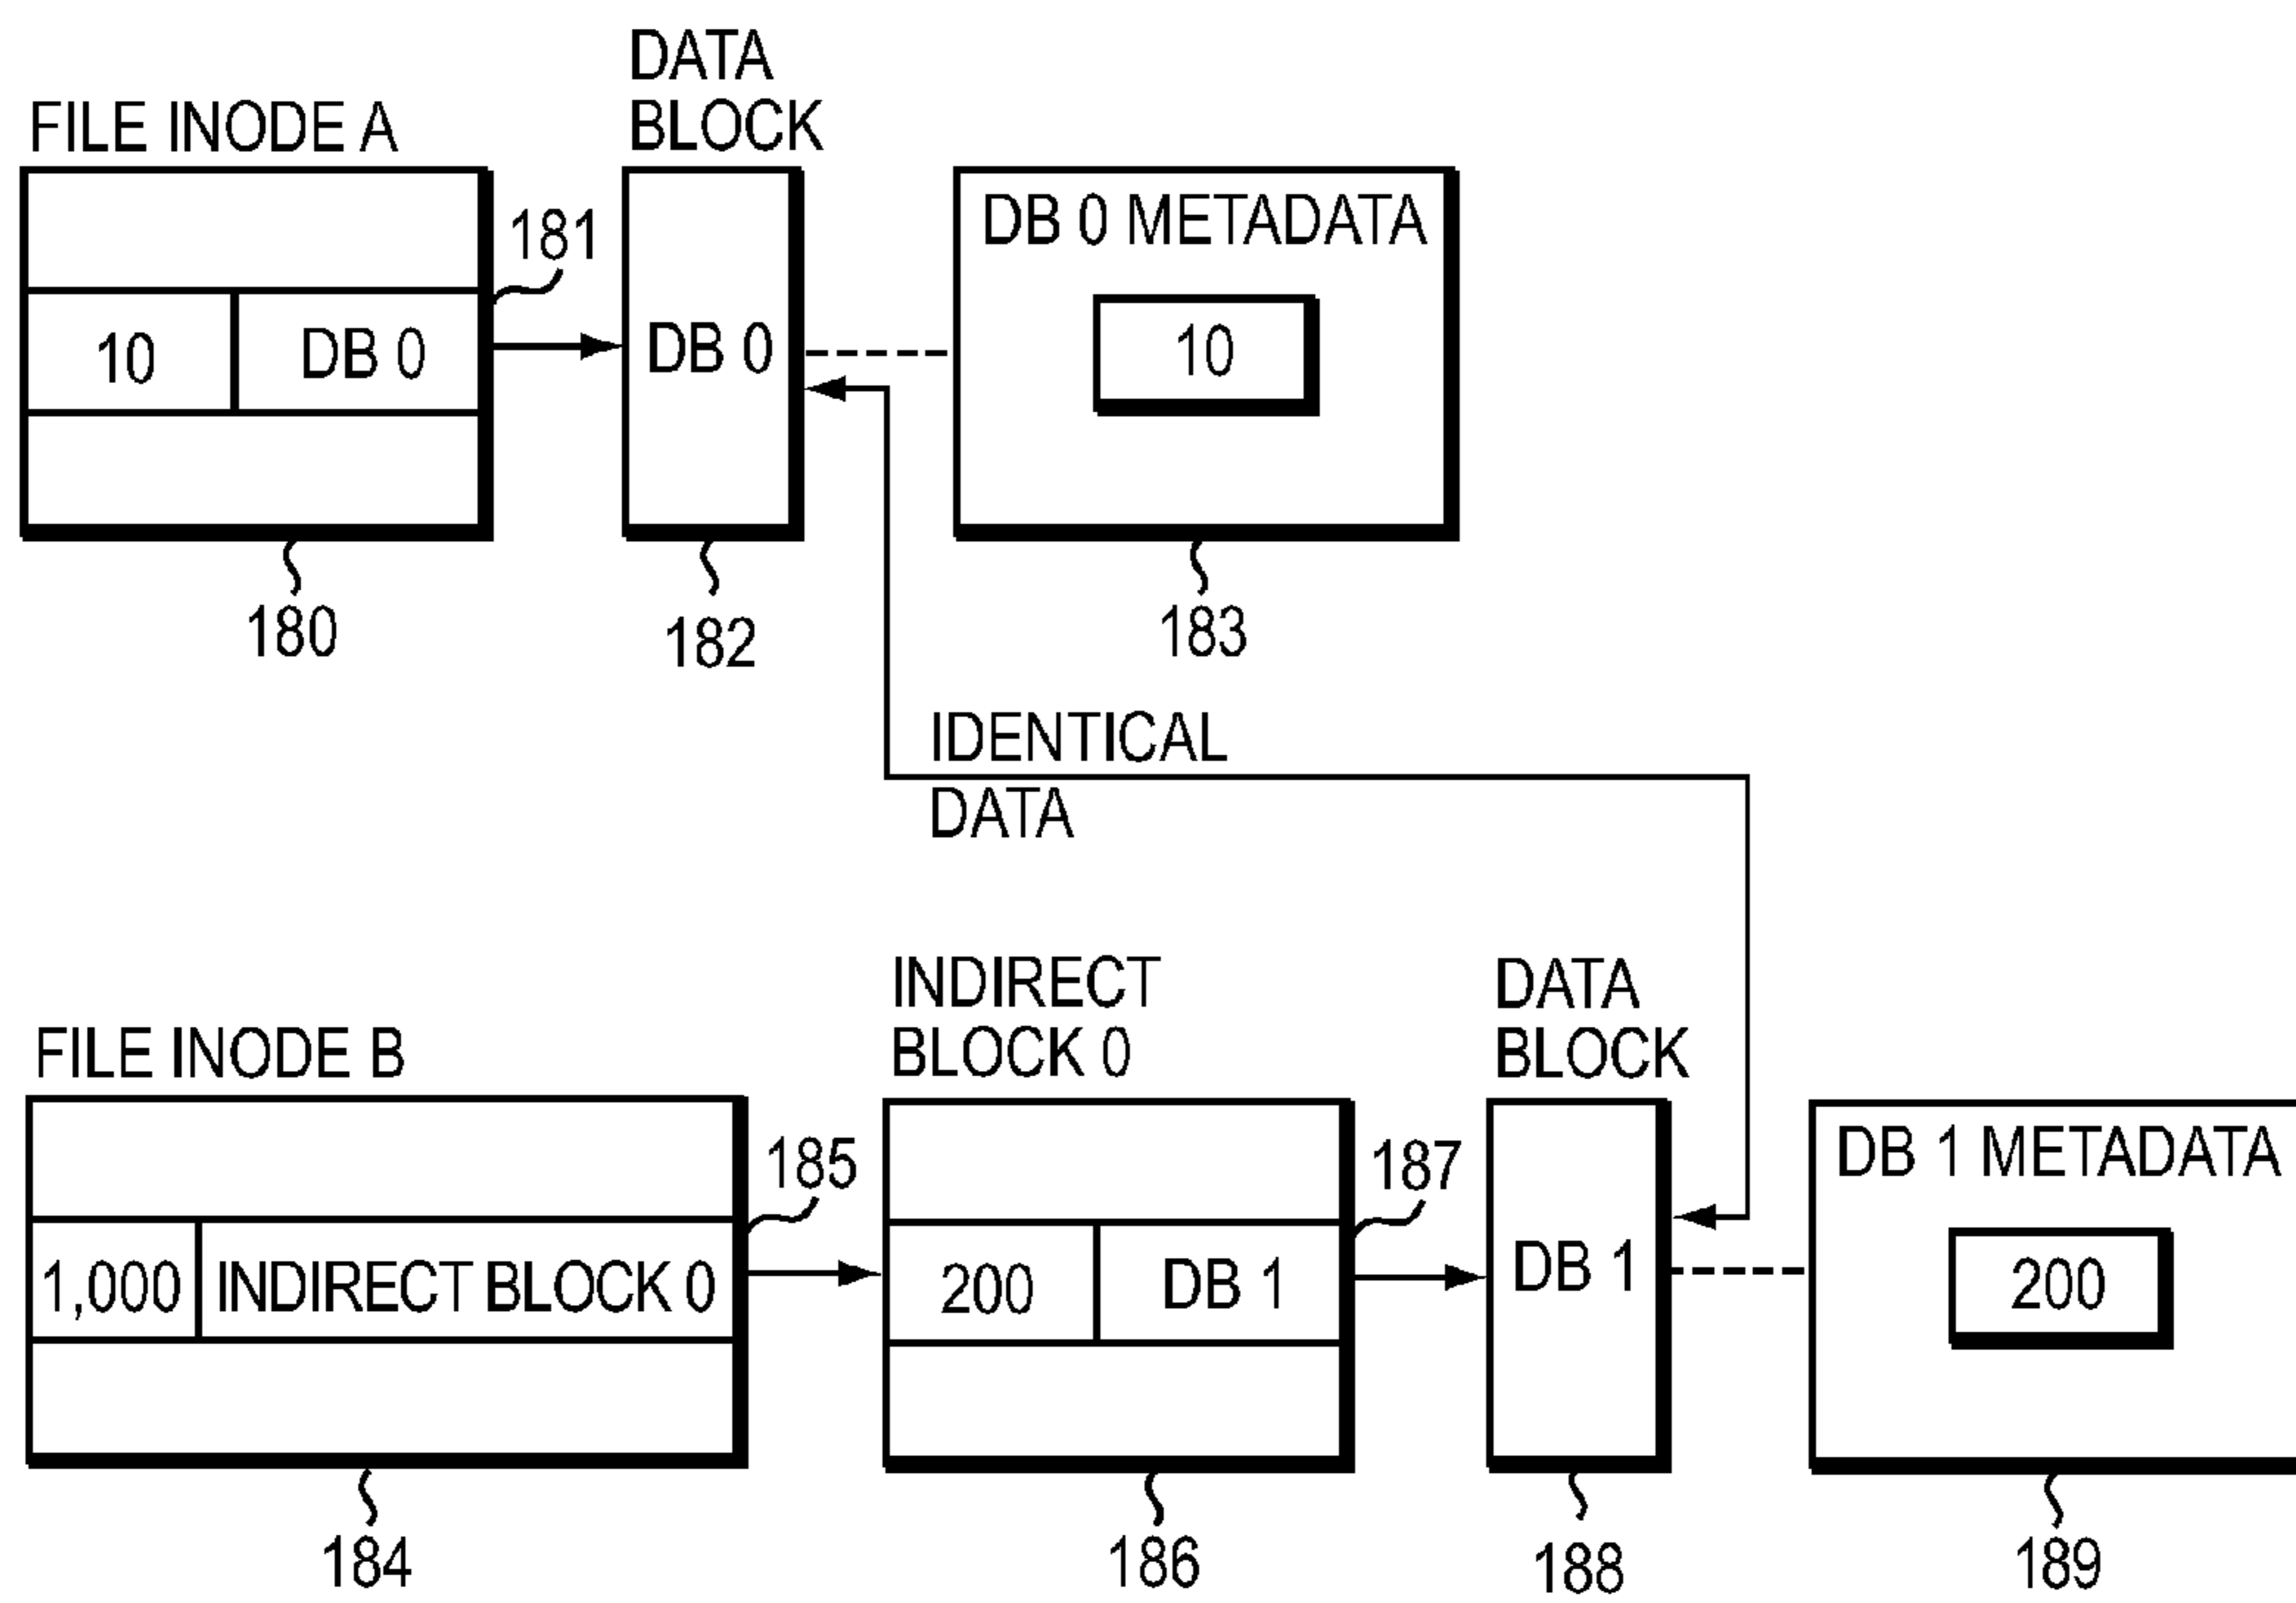 DATA
BLOCK
FILE INODE A
181
10 DB 0
DB 0
DB 0 METADATA
10
180
182
183
IDENTICAL
DATA
FILE INODE B
INDIRECT
BLOCK 0
DATA
BLOCK
185
187
1,000 INDIRECT BLOCK 0
200 DB 1
DB 1
DB 1 METADATA
200
184
186
188
189